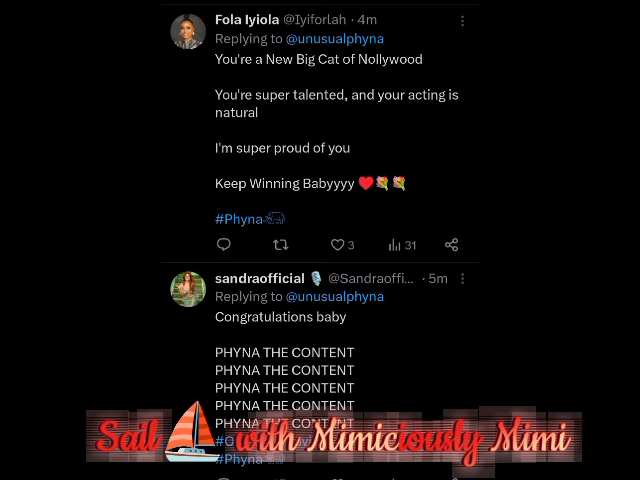 Fola Iyiola @Iyiforlah · 4m
Replying to @unusualphyna
You're a New Big Cat of Nollywood
You're super talented, and your acting is
natural
I'm super proud of you
Keep Winning Babyyyy ❤️💐💐
#Phyna
3 31
sandraofficial 🎙️ @Sandraoffi... · 5m
Replying to @unusualphyna
Congratulations baby
PHYNA THE CONTENT
PHYNA THE CONTENT
PHYNA THE CONTENT
PHYNA THE CONTENT
PHYNA THE CONTENT
Sail ⛵ with Mimiciously Mimi
#Phyna